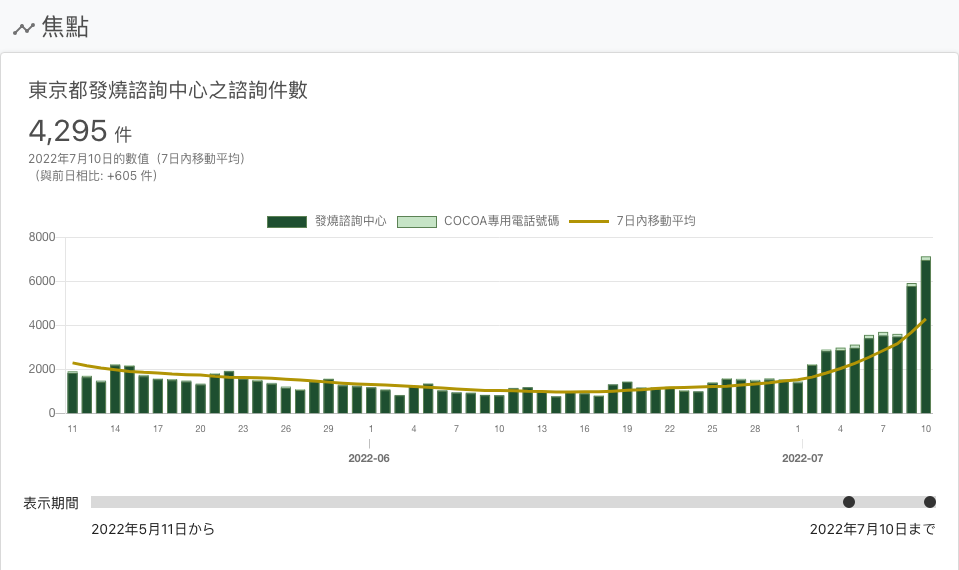 焦點
東京都發燒諮詢中心之諮詢件數
4,295 件
2022年7月10日的數值（7日內移動平均）
（與前日相比: +605 件）
發燒諮詢中心 COCOA專用電話號碼 7日內移動平均
8000
6000
4000
2000
0
11 14 17 20 23 26 29 1 4 7 10 13 16 19 22 25 28 1 4 7 10
2022-06 2022-07
表示期間
2022年5月11日から 2022年7月10日まで